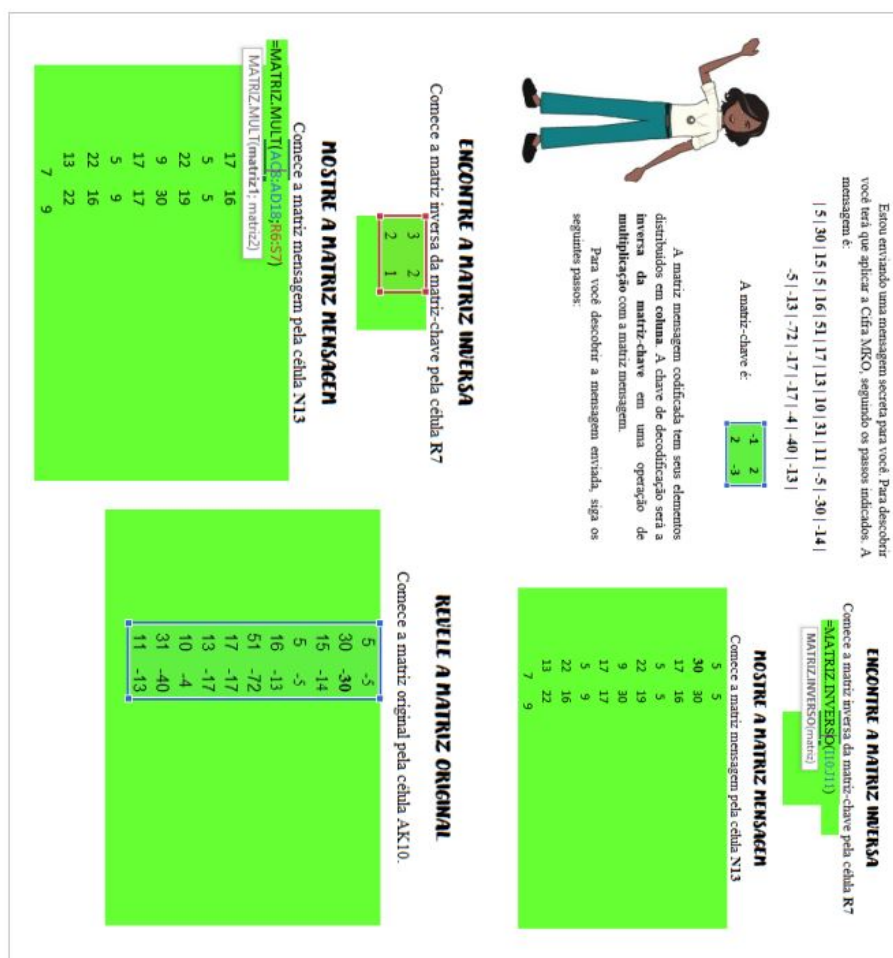 Estou enviando uma mensagem secreta para você. Para descobrir
você terá que aplicar a Cifra MKO, seguindo os passos indicados. A
mensagem é:
| 5 | 30 | 15 | 5 | 16 | 51 | 17 | 13 | 10 | 31 | 11 | -5 | -30 | -14 |
-5 | -13 | -72 | -17 | -17 | -4 | -40 | -13 |
A matriz-chave é:
-1 2
2 -3
A matriz mensagem codificada tem seus elementos
distribuídos em coluna. A chave de decodificação será a
inversa da matriz-chave em uma operação de
multiplicação com a matriz mensagem.
Para você descobrir a mensagem enviada, siga os
seguintes passos:
ENCONTRE A MATRIZ INVERSA
Comece a matriz inversa da matriz-chave pela célula R7
=MATRIZ.INVERSO(I10:J11)
MATRIZ.INVERSO(matriz)
MOSTRE A MATRIZ MENSAGEM
Comece a matriz mensagem pela célula N13
5 5
30 30
17 16
5 5
22 19
9 30
17 17
5 9
22 16
13 22
7 9
ENCONTRE A MATRIZ INVERSA
Comece a matriz inversa da matriz-chave pela célula R7
3 2
2 1
MOSTRE A MATRIZ MENSAGEM
Comece a matriz mensagem pela célula N13
=MATRIZ.MULT(AC8:AD18;R6:S7)
MATRIZ.MULT(matriz1; matriz2)
17 16
5 5
22 19
9 30
17 17
5 9
22 16
13 22
7 9
REVELE A MATRIZ ORIGINAL
Comece a matriz original pela célula AK10.
5 -5
30 -30
15 -14
5 -5
16 -13
51 -72
17 -17
13 -17
10 -4
31 -40
11 -13